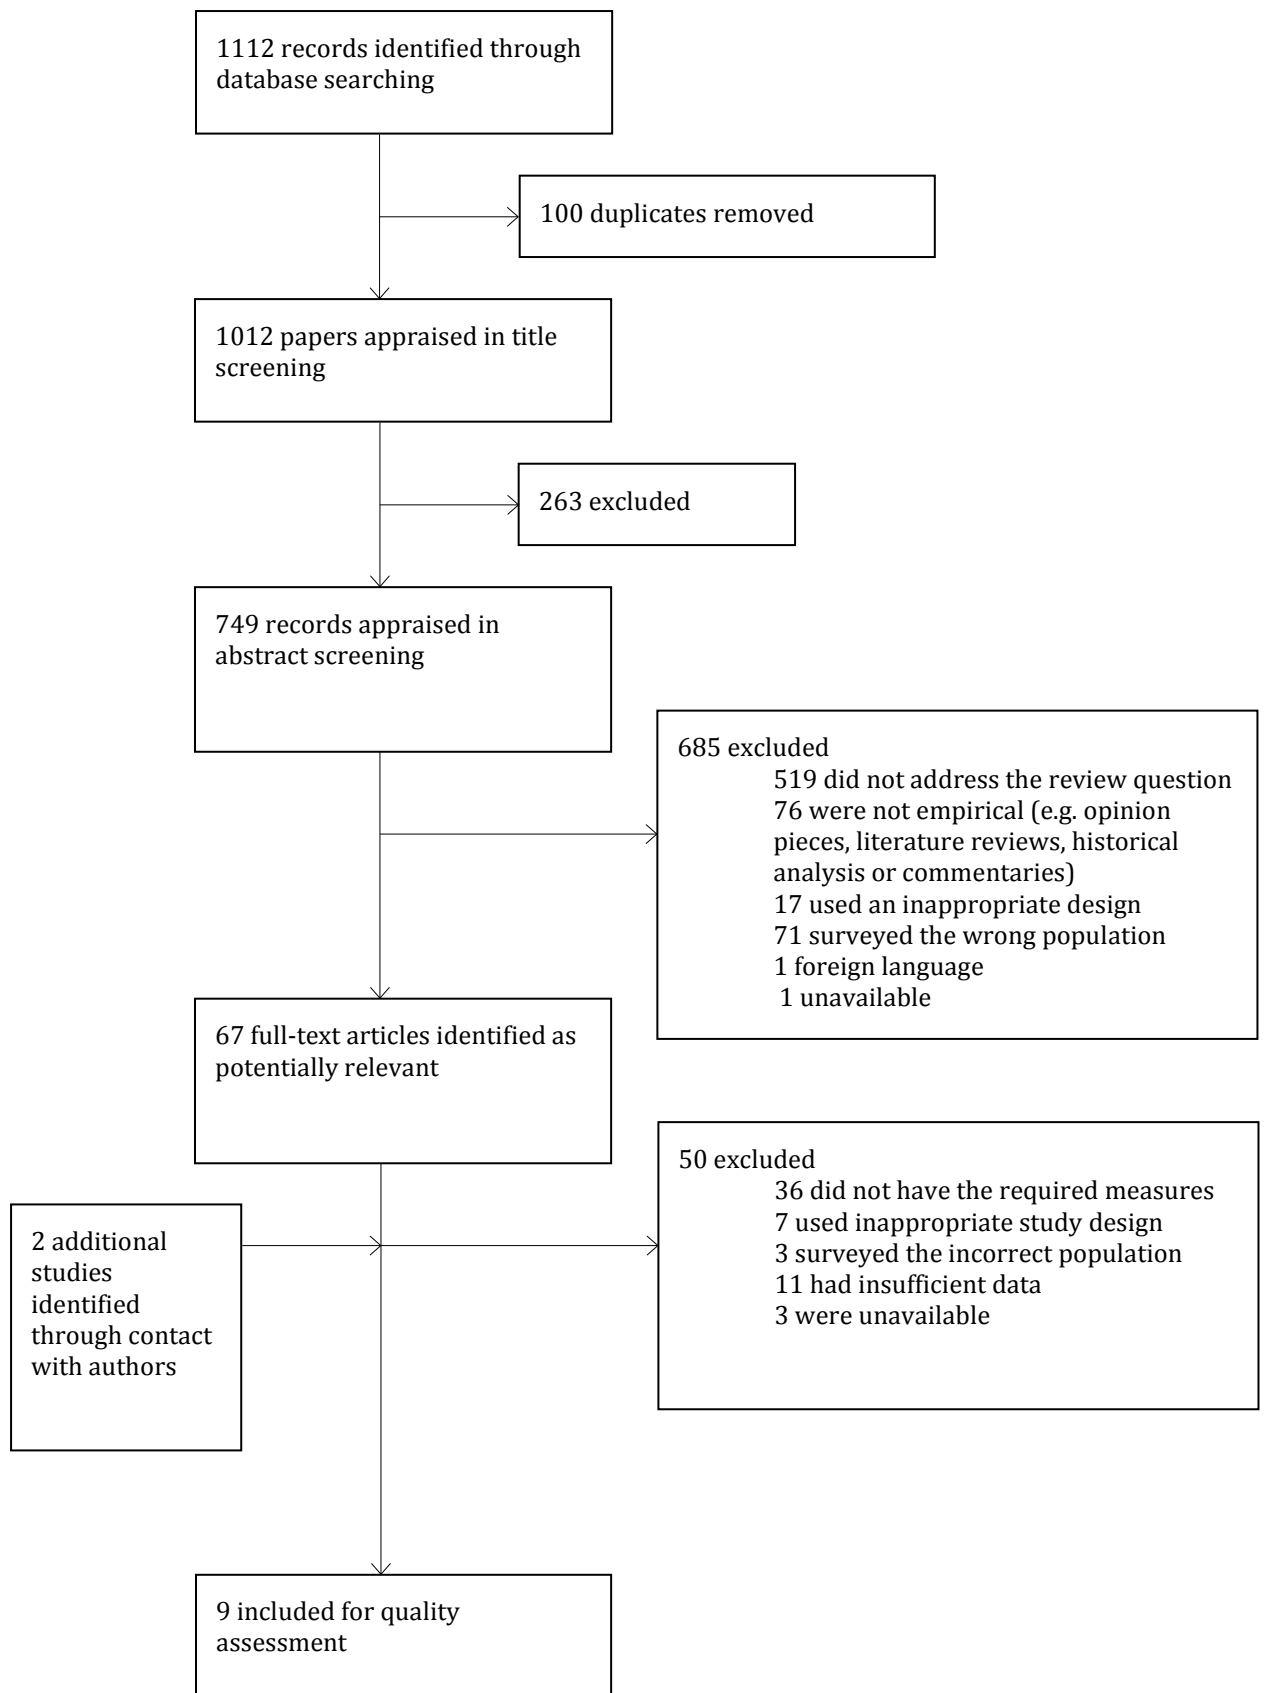 1112 records identified through
database searching
100 duplicates removed
1012 papers appraised in title
screening
263 excluded
749 records appraised in
abstract screening
685 excluded
519 did not address the review question
76 were not empirical (e.g. opinion
pieces, literature reviews, historical
analysis or commentaries)
17 used an inappropriate design
71 surveyed the wrong population
1 foreign language
1 unavailable
67 full-text articles identified as
potentially relevant
50 excluded
36 did not have the required measures
7 used inappropriate study design
3 surveyed the incorrect population
11 had insufficient data
3 were unavailable
2 additional
studies
identified
through contact
with authors
9 included for quality
assessment